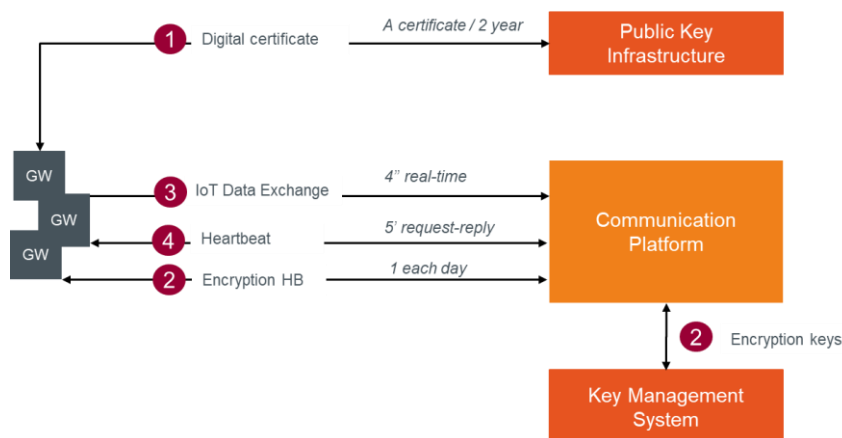 1 Digital certificate A certificate / 2 year
Public Key
Infrastructure
GW
GW
GW
3 IoT Data Exchange 4" real-time
4 Heartbeat 5' request-reply
2 Encryption HB 1 each day
Communication
Platform
2 Encryption keys
Key Management
System